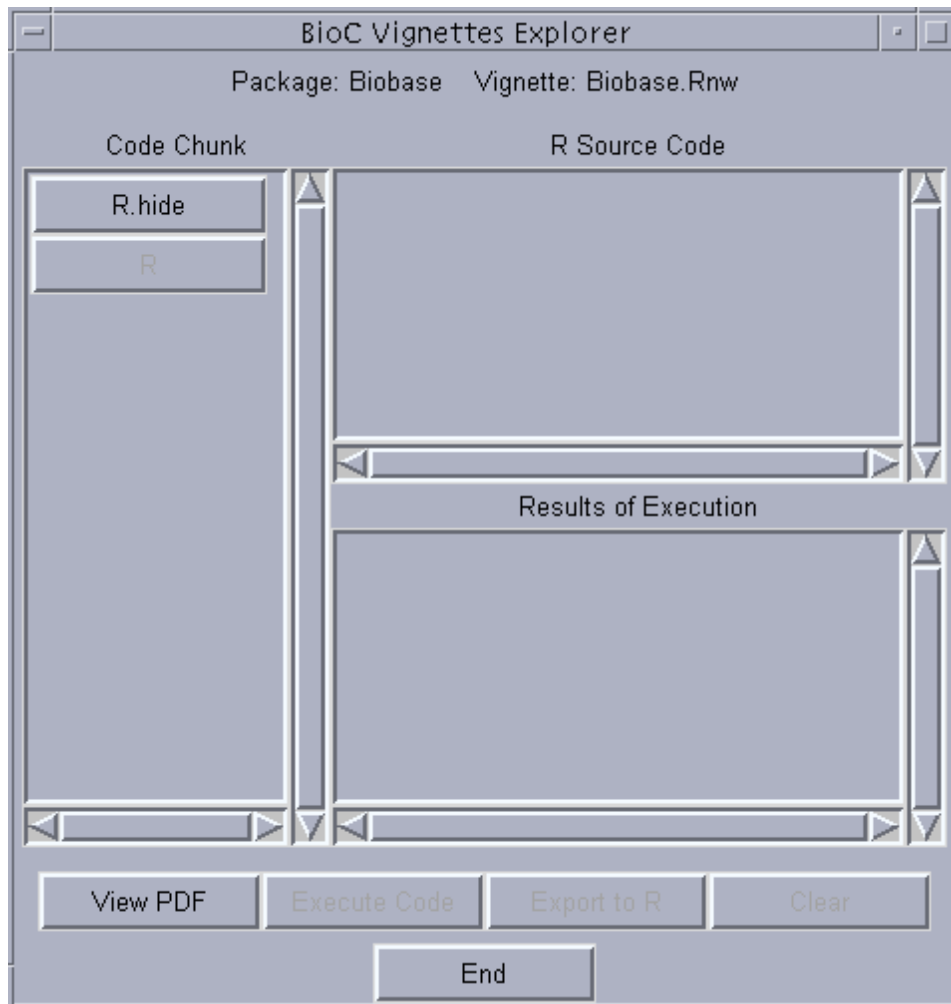 BioC Vignettes Explorer
Package: Biobase Vignette: Biobase.Rnw
Code Chunk
R Source Code
R.hide
R
Results of Execution
View PDF
Execute Code
Export to R
Clear
End